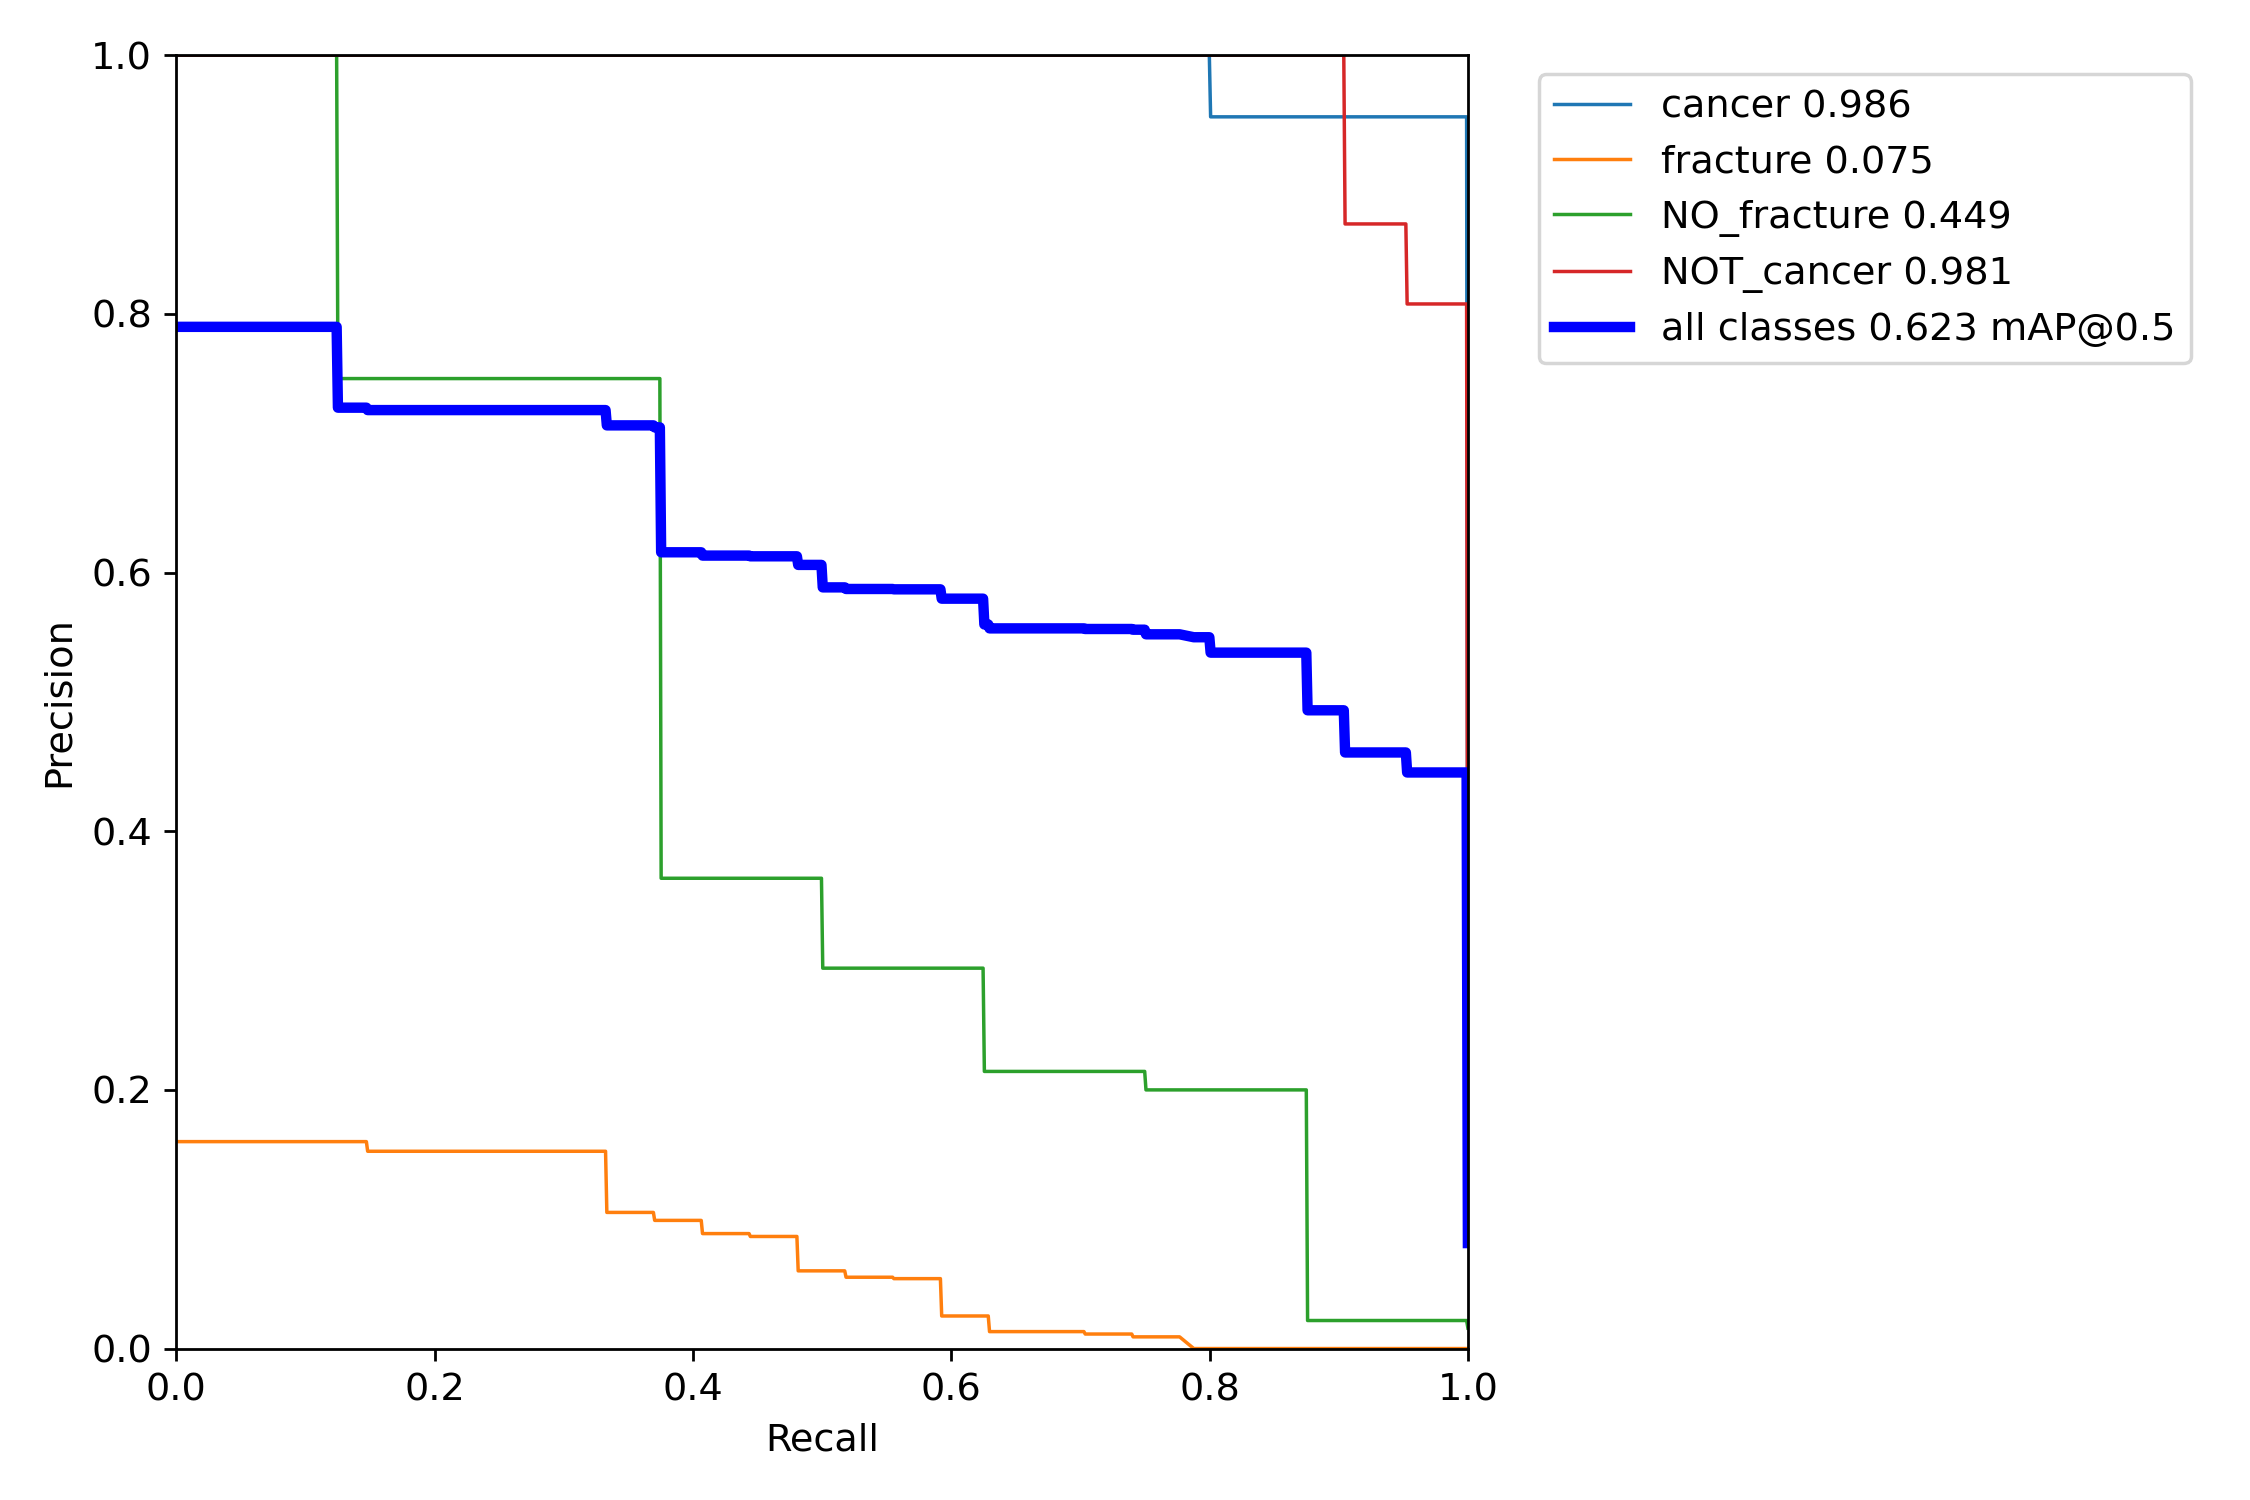 1.0
0.8
0.6
0.4
0.2
0.0
Precision
0.0 0.2 0.4 0.6 0.8 1.0
Recall
cancer 0.986
fracture 0.075
NO_fracture 0.449
NOT_cancer 0.981
all classes 0.623 mAP@0.5